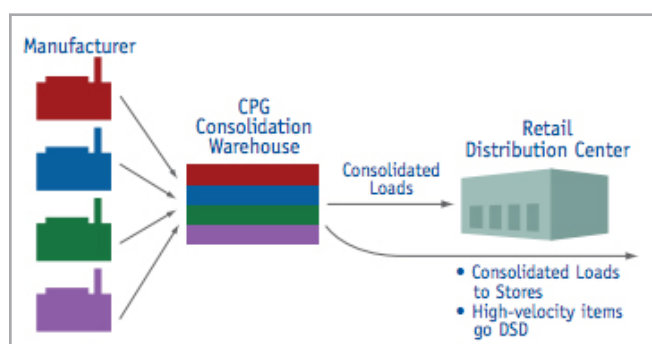 Manufacturer
CPG
Consolidation
Warehouse
Retail
Distribution Center
Consolidated
Loads
• Consolidated Loads
to Stores
• High-velocity items
go DSD